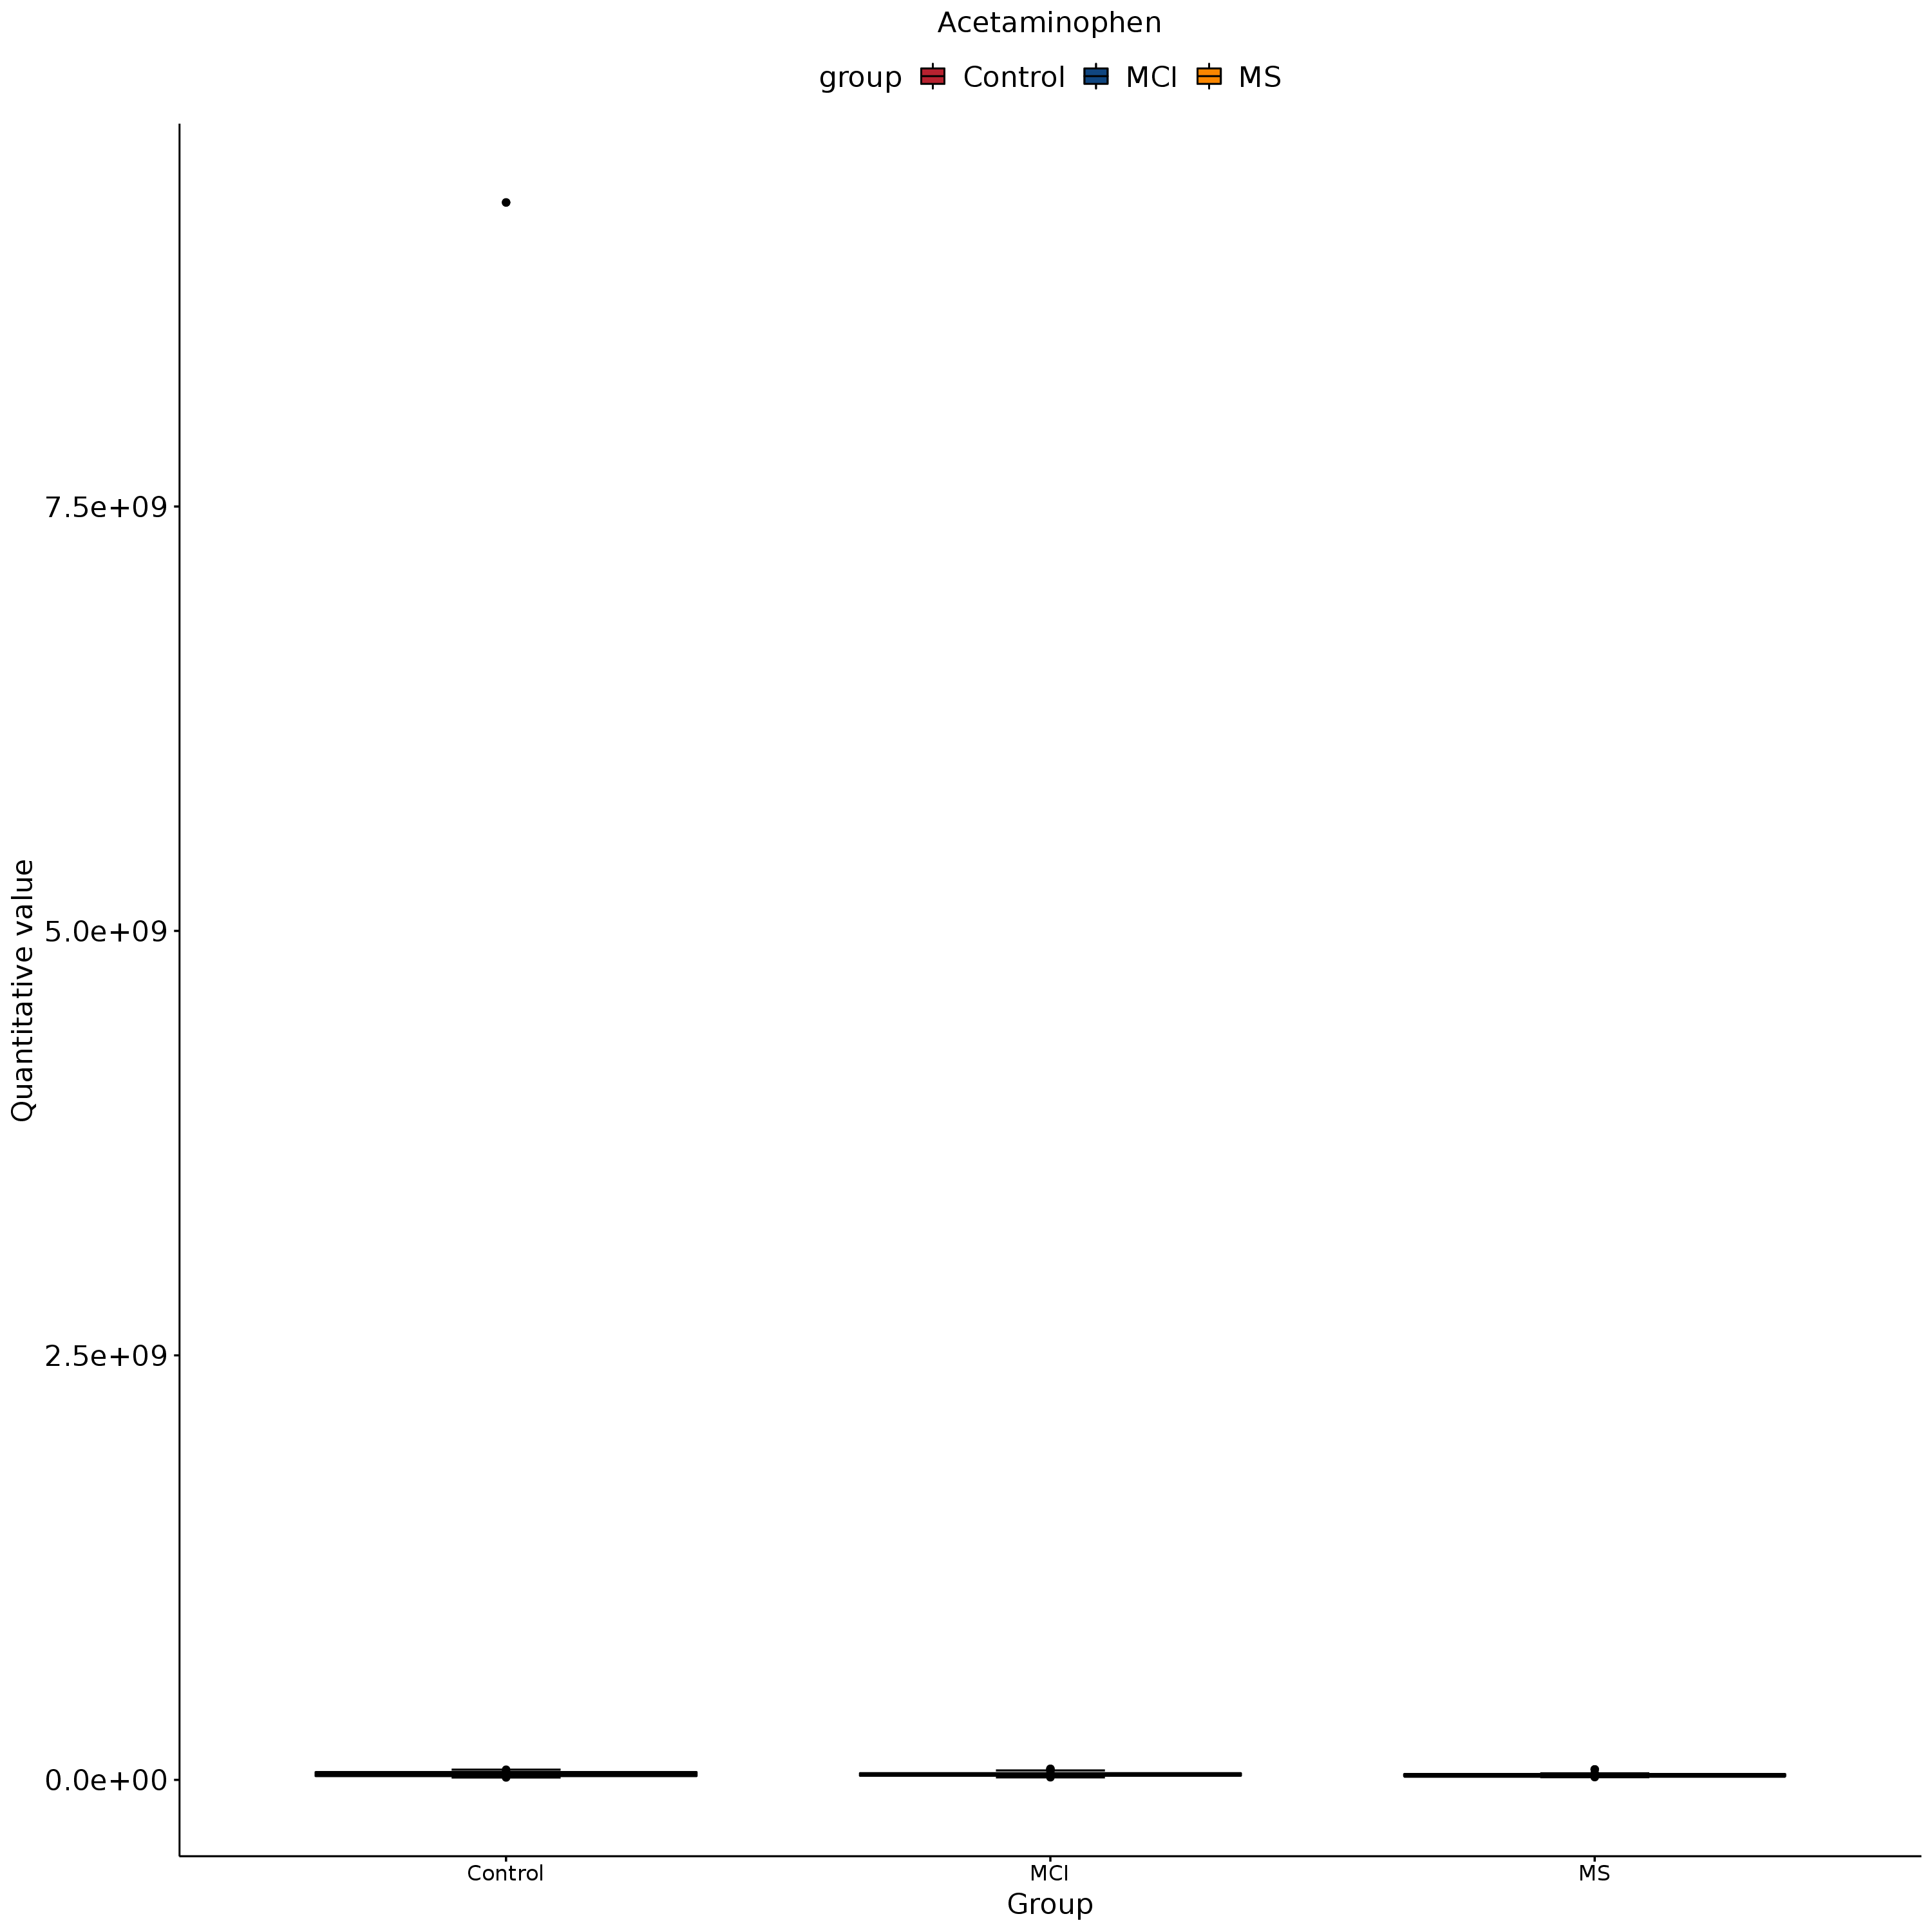 Acetaminophen
group Control MCI MS
7.5e+09
5.0e+09
2.5e+09
0.0e+00
Quantitative value
Control MCI MS
Group